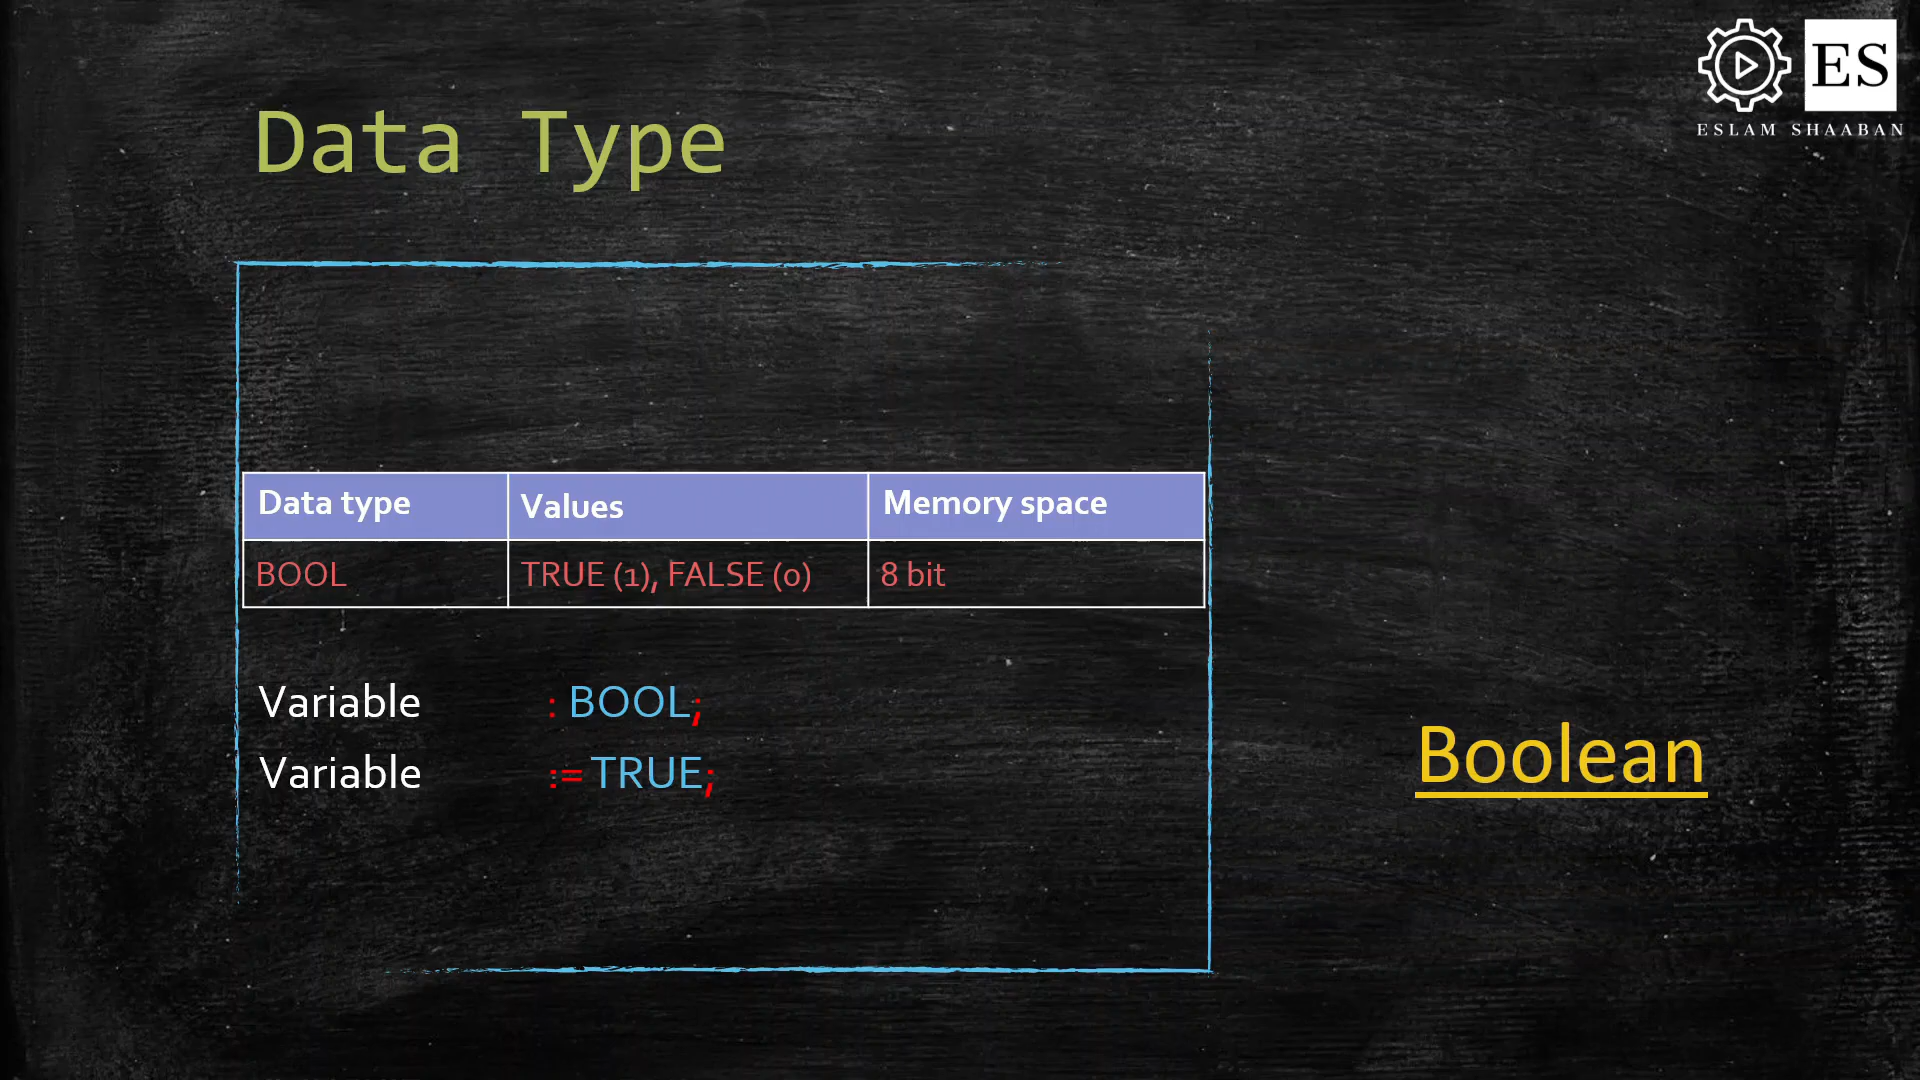 ES
ESLAM SHAABAN
Data Type
Data type Values Memory space
BOOL TRUE (1), FALSE (0) 8 bit
Variable : BOOL;
Variable := TRUE;
Boolean